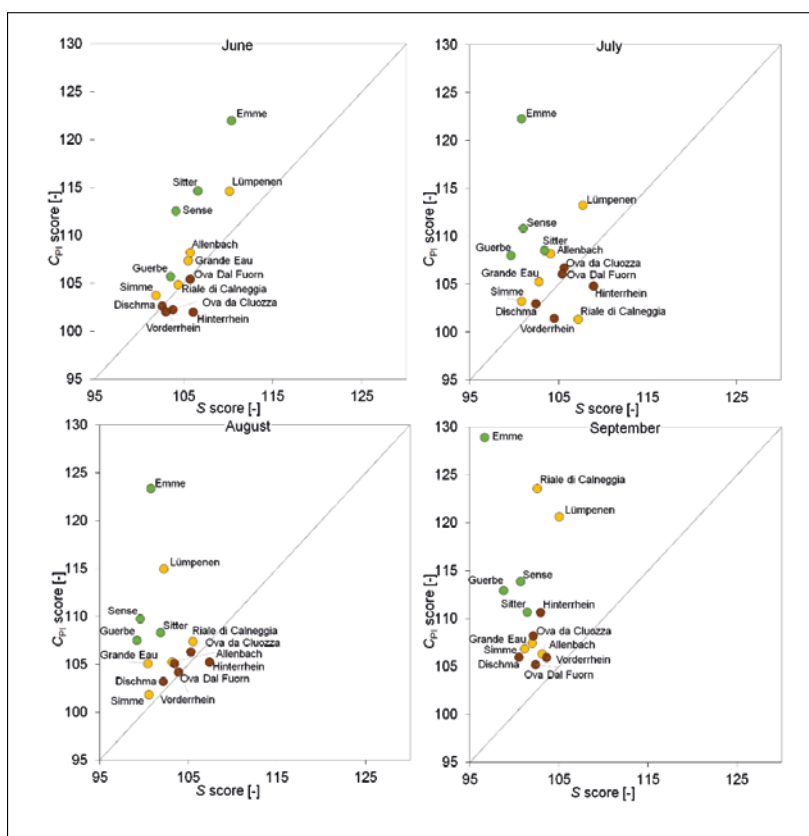 June
130
125
120
115
110
105
100
95
C_PI score [-]
Emme
Sitter
Lümpenen
Sense
Allenbach
Grande Eau
Guerbe
Ova Dal Fuorn
Simme
Riale di Calneggia
Dischma
Ova da Cluozza
Vorderrhein
Hinterrhein
95 105 115 125
S score [-]
July
130
125
120
115
110
105
100
95
C_PI score [-]
Emme
Lümpenen
Sense
Sitter
Guerbe
Allenbach
Ova da Cluozza
Grande Eau
Ova Dal Fuorn
Simme
Hinterrhein
Dischma
Vorderrhein
Riale di Calneggia
95 105 115 125
S score [-]
August
130
125
120
115
110
105
100
95
C_PI score [-]
Emme
Lümpenen
Sense
Guerbe
Sitter
Riale di Calneggia
Ova da Cluozza
Grande Eau
Allenbach
Hinterrhein
Dischma
Ova Dal Fuorn
Simme
Vorderrhein
95 105 115 125
S score [-]
September
130
125
120
115
110
105
100
95
C_PI score [-]
Emme
Riale di Calneggia
Lümpenen
Sense
Guerbe
Sitter
Hinterrhein
Ova da Cluozza
Grande Eau
Allenbach
Simme
Vorderrhein
Dischma
Ova Dal Fuorn
95 105 115 125
S score [-]